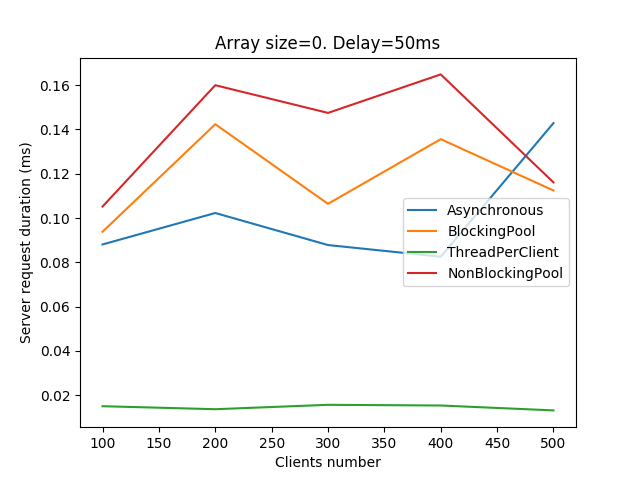 Array size=0. Delay=50ms
Server request duration (ms)
0.16
0.14
0.12
0.10
0.08
0.06
0.04
0.02
Asynchronous
BlockingPool
ThreadPerClient
NonBlockingPool
100 150 200 250 300 350 400 450 500
Clients number